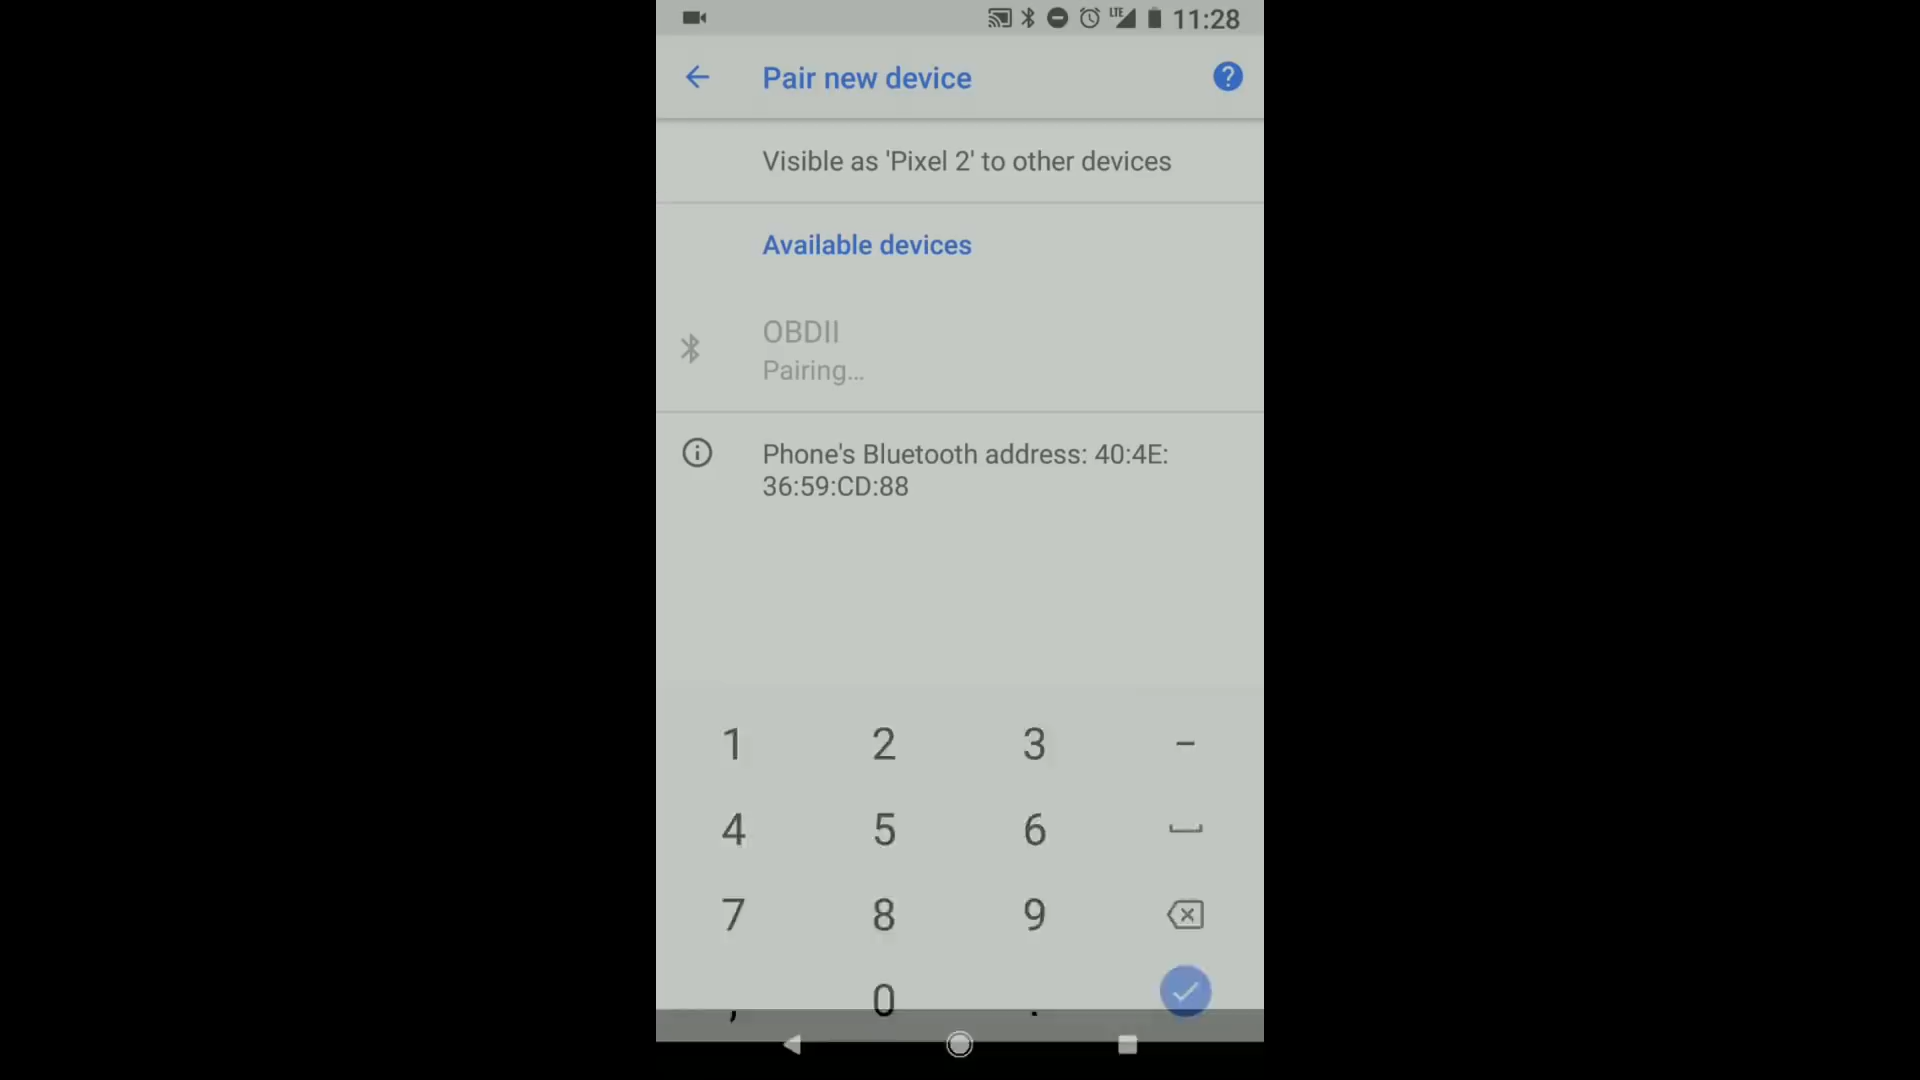 LTE 11:28
Pair new device
Visible as 'Pixel 2' to other devices
Available devices
OBDII
Pairing…
Phone's Bluetooth address: 40:4E:
36:59:CD:88
1 2 3 -
4 5 6
7 8 9
, 0 .